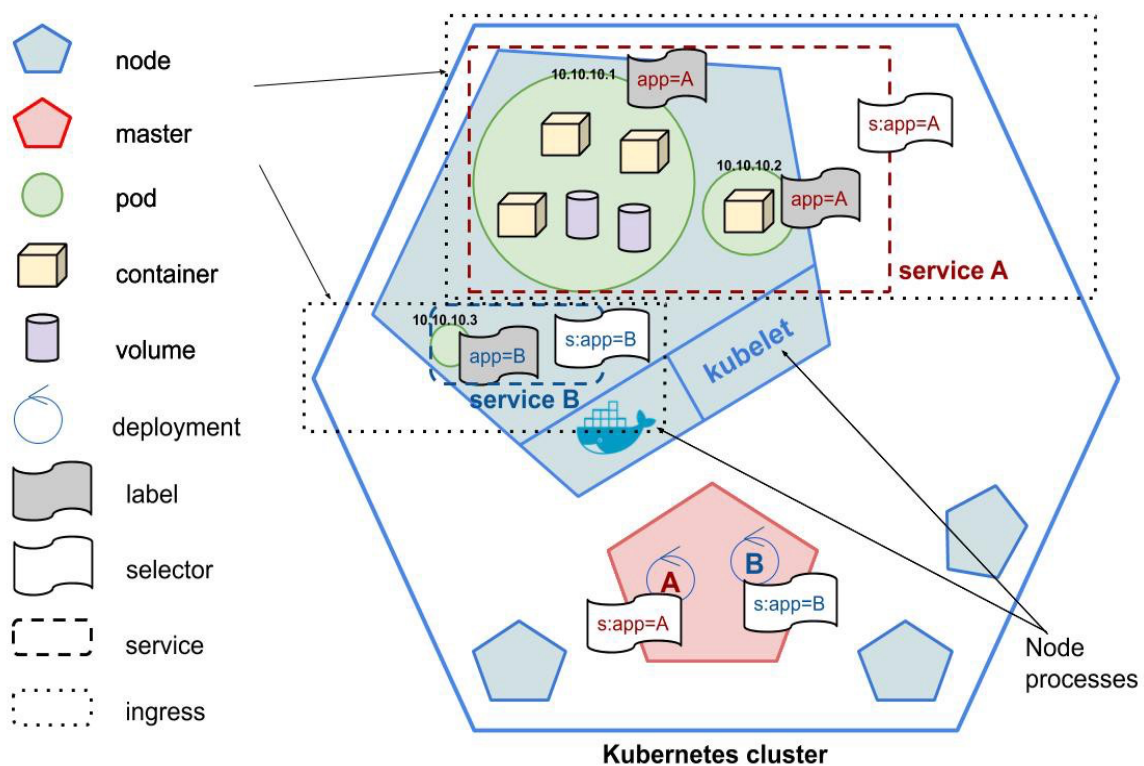 node
master
pod
container
volume
deployment
label
selector
service
ingress
10.10.10.1
app=A
s:app=A
10.10.10.2
app=A
service A
10.10.10.3
app=B
s:app=B
service B
kubelet
A
B
s:app=A
s:app=B
Node
processes
Kubernetes cluster